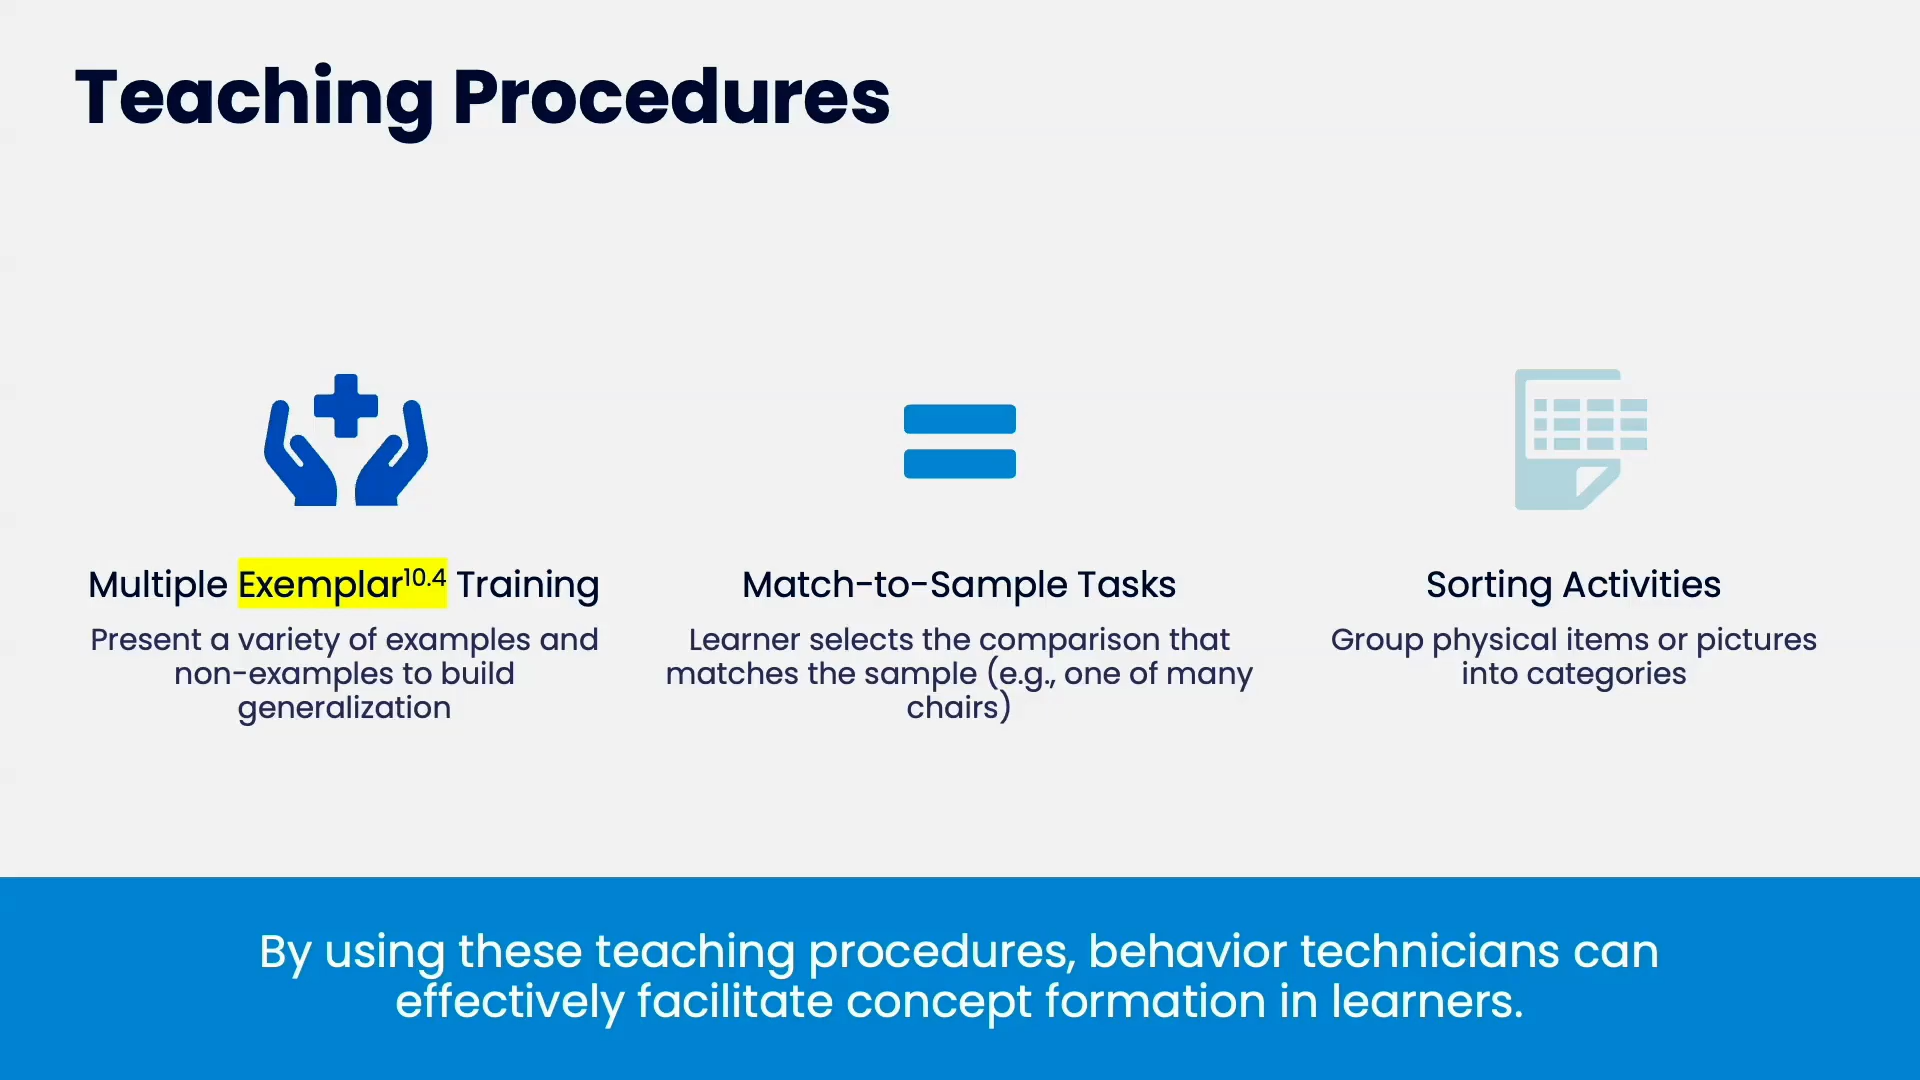 Teaching Procedures
Multiple Exemplar10.4 Training
Present a variety of examples and
non-examples to build
generalization
Match-to-Sample Tasks
Learner selects the comparison that
matches the sample (e.g., one of many
chairs)
Sorting Activities
Group physical items or pictures
into categories
By using these teaching procedures, behavior technicians can
effectively facilitate concept formation in learners.